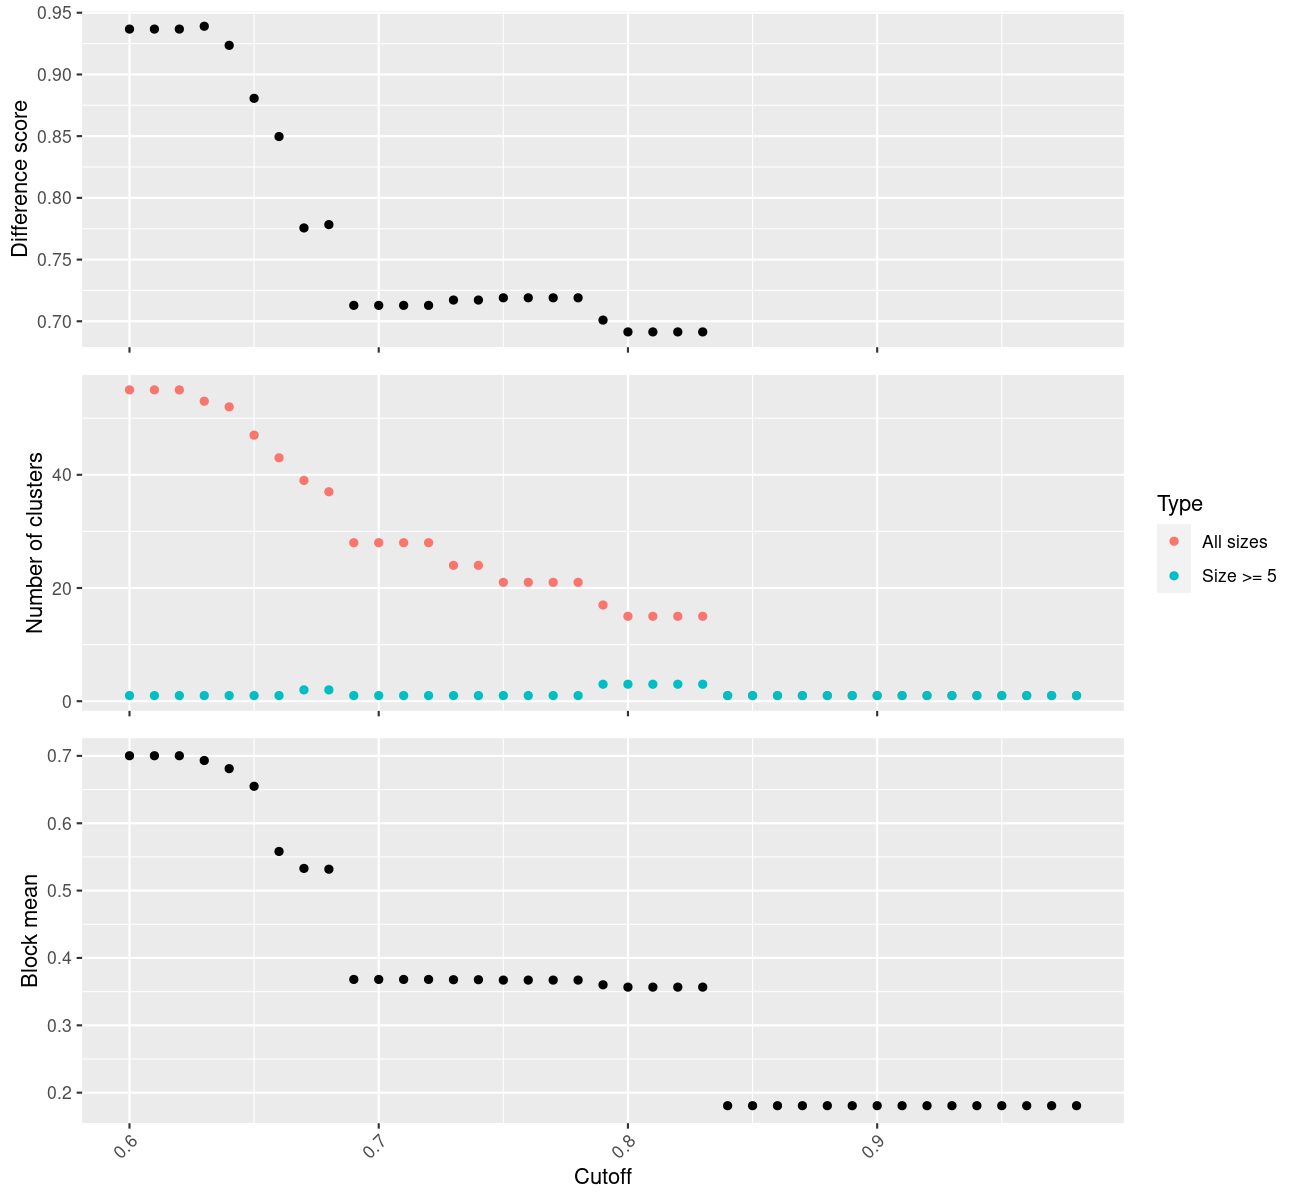 Difference score
0.95
0.90
0.85
0.80
0.75
0.70
Number of clusters
40
20
0
Type
All sizes
Size >= 5
Block mean
0.7
0.6
0.5
0.4
0.3
0.2
0.6 0.7 0.8 0.9
Cutoff